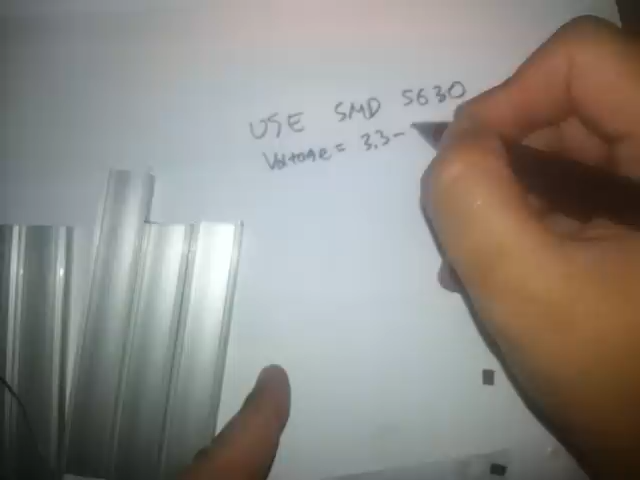 USE SMD 5630
Voltage = 3.3-